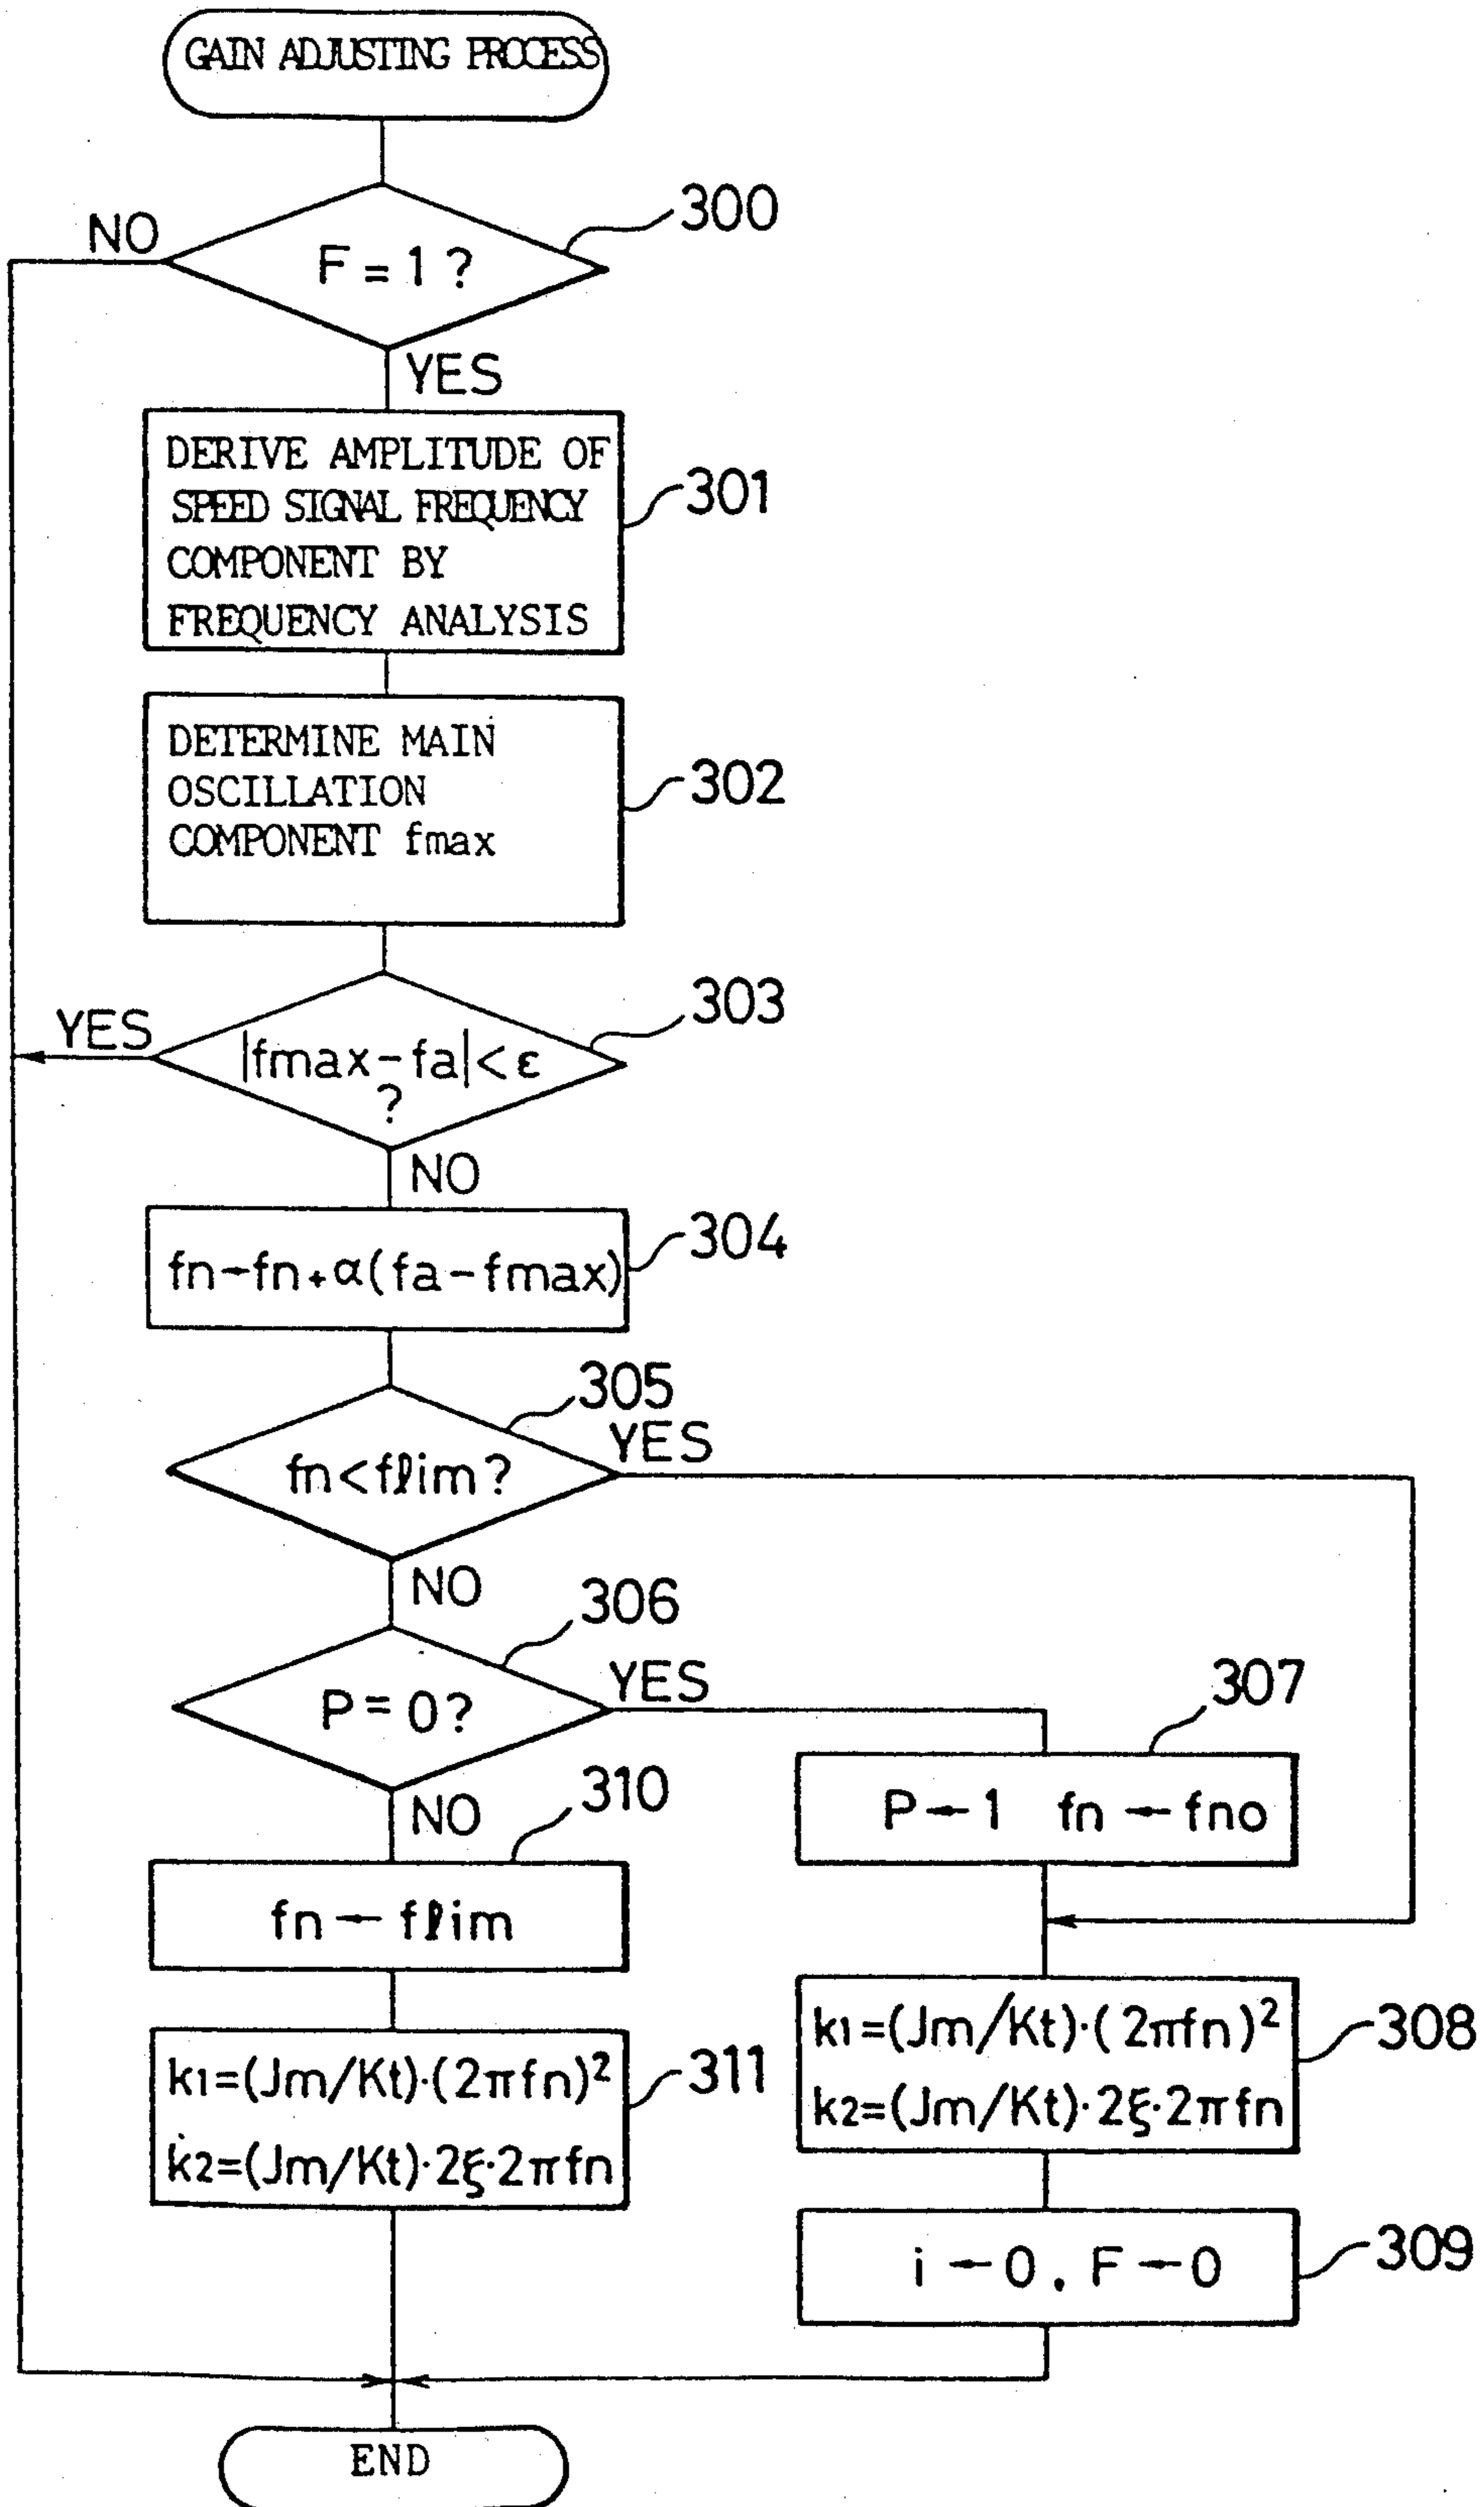 GAIN ADJUSTING PROCESS
300
NO
F = 1 ?
YES
DERIVE AMPLITUDE OF
SPEED SIGNAL FREQUENCY
COMPONENT BY
FREQUENCY ANALYSIS
301
DETERMINE MAIN
OSCILLATION
COMPONENT fmax
302
303
YES
|fmax-fa|<ε
?
NO
304
fn←fn+α(fa-fmax)
305
YES
fn<flim?
NO
306
YES
P=0?
307
310
NO
P←1 fn←fno
fn←flim
k1=(Jm/Kt)·(2πfn)²
308
k2=(Jm/Kt)·2ξ·2πfn
311
k1=(Jm/Kt)·(2πfn)²
k2=(Jm/Kt)·2ξ·2πfn
309
i←0, F←0
END